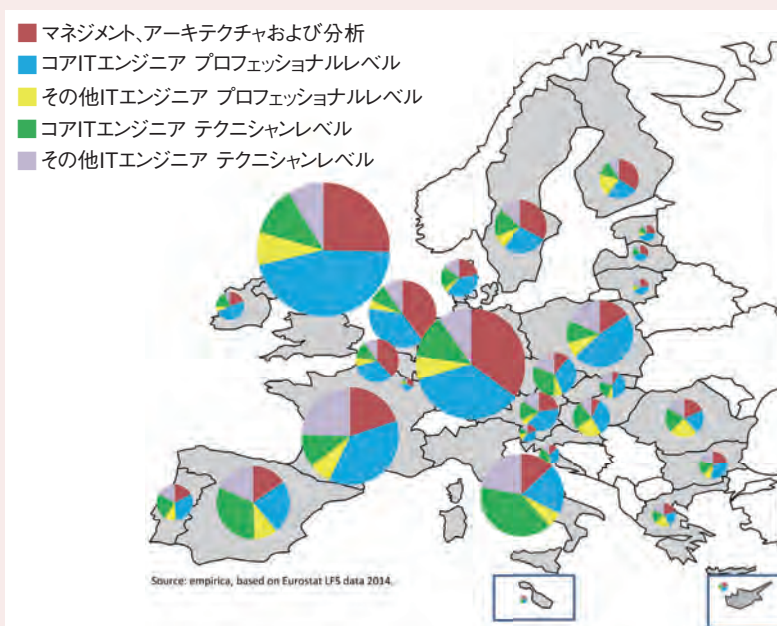 マネジメント、アーキテクチャおよび分析
コアITエンジニア プロフェッショナルレベル
その他ITエンジニア プロフェッショナルレベル
コアITエンジニア テクニシャンレベル
その他ITエンジニア テクニシャンレベル
Source: empirica, based on Eurostat LFS data 2014.